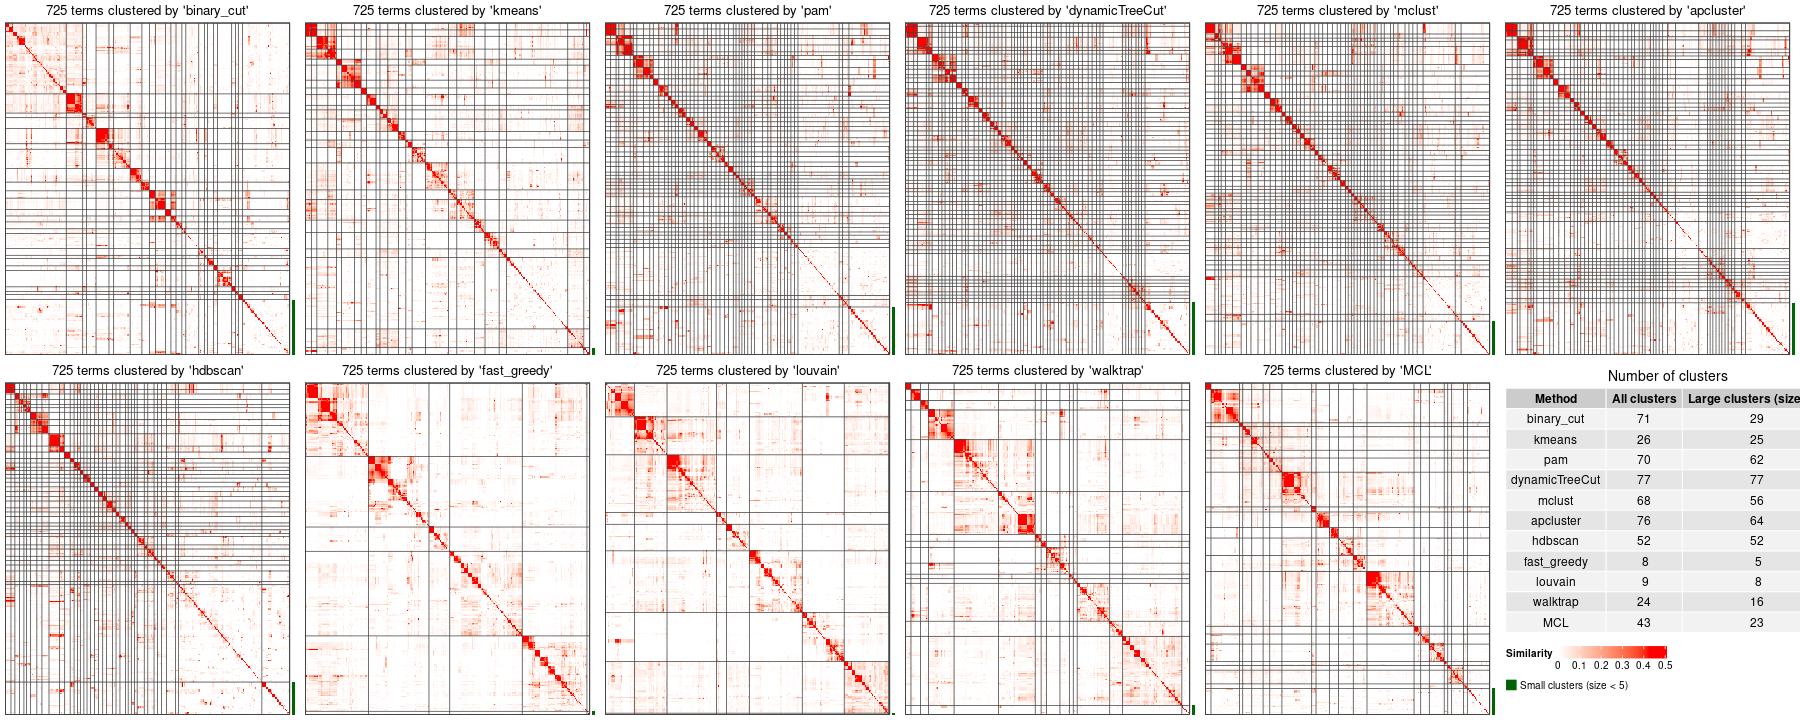 725 terms clustered by 'binary_cut'
725 terms clustered by 'kmeans'
725 terms clustered by 'pam'
725 terms clustered by 'dynamicTreeCut'
725 terms clustered by 'mclust'
725 terms clustered by 'apcluster'
725 terms clustered by 'hdbscan'
725 terms clustered by 'fast_greedy'
725 terms clustered by 'louvain'
725 terms clustered by 'walktrap'
725 terms clustered by 'MCL'
Number of clusters
Method All clusters Large clusters (size
binary_cut 71 29
kmeans 26 25
pam 70 62
dynamicTreeCut 77 77
mclust 68 56
apcluster 76 64
hdbscan 52 52
fast_greedy 8 5
louvain 9 8
walktrap 24 16
MCL 43 23
Similarity
0 0.1 0.2 0.3 0.4 0.5
Small clusters (size < 5)